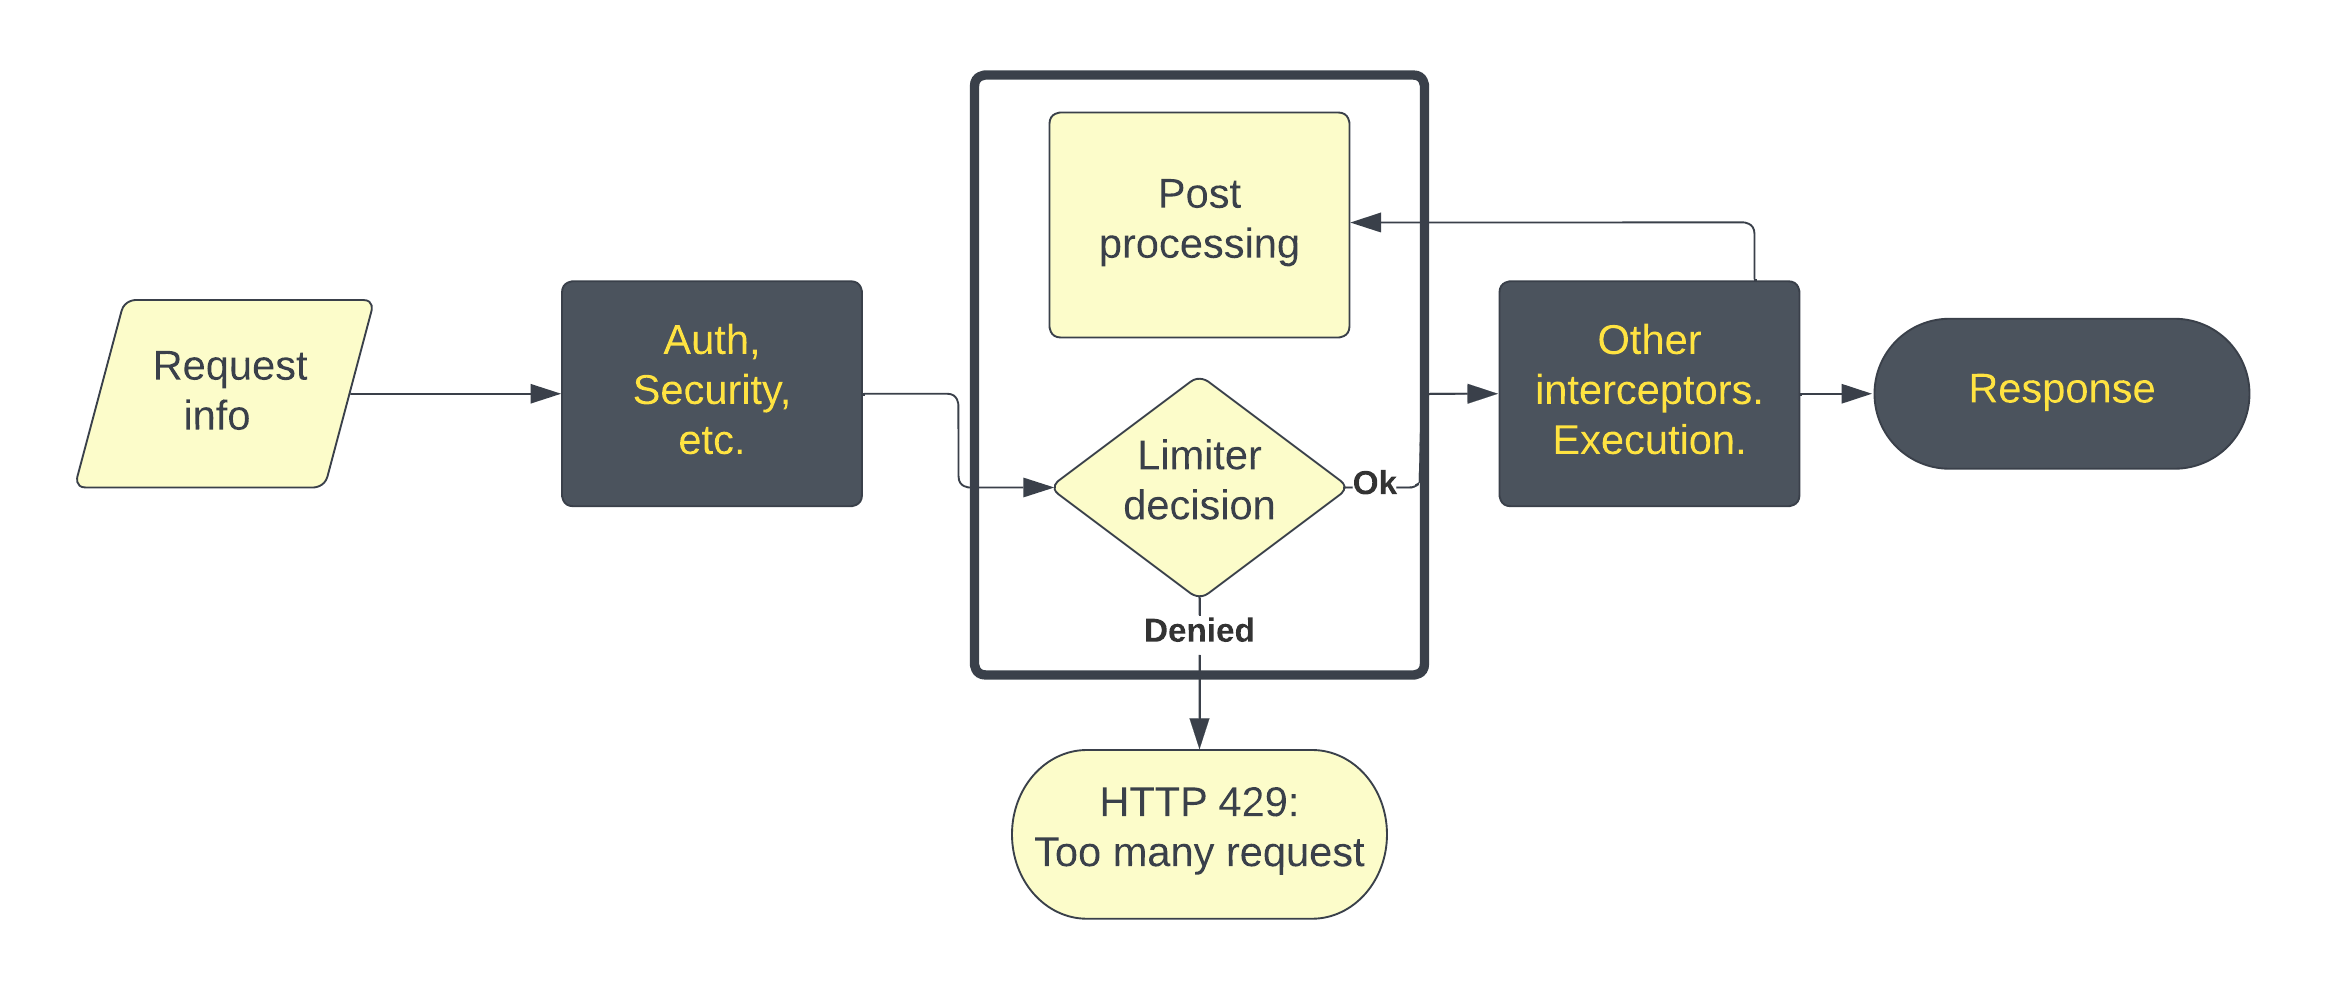 Request
info
Auth,
Security,
etc.
Post
processing
Limiter
decision
Ok
Denied
HTTP 429:
Too many request
Other
interceptors.
Execution.
Response